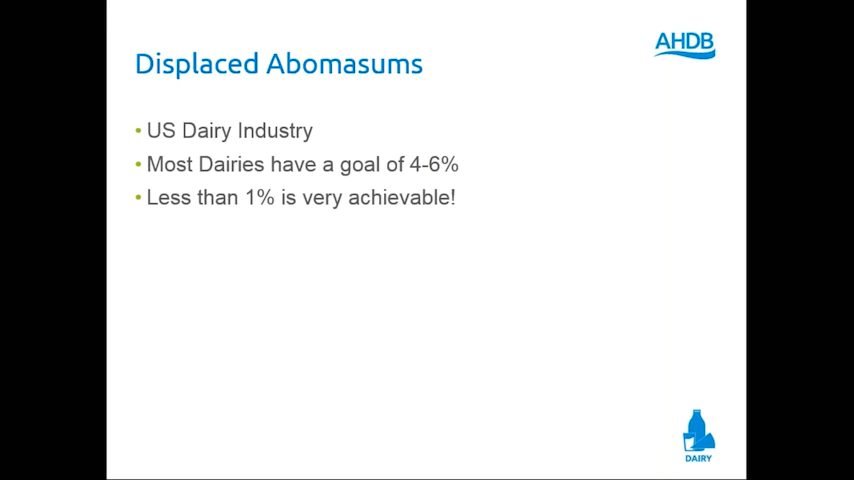 AHDB
Displaced Abomasums
• US Dairy Industry
• Most Dairies have a goal of 4-6%
• Less than 1% is very achievable!
DAIRY